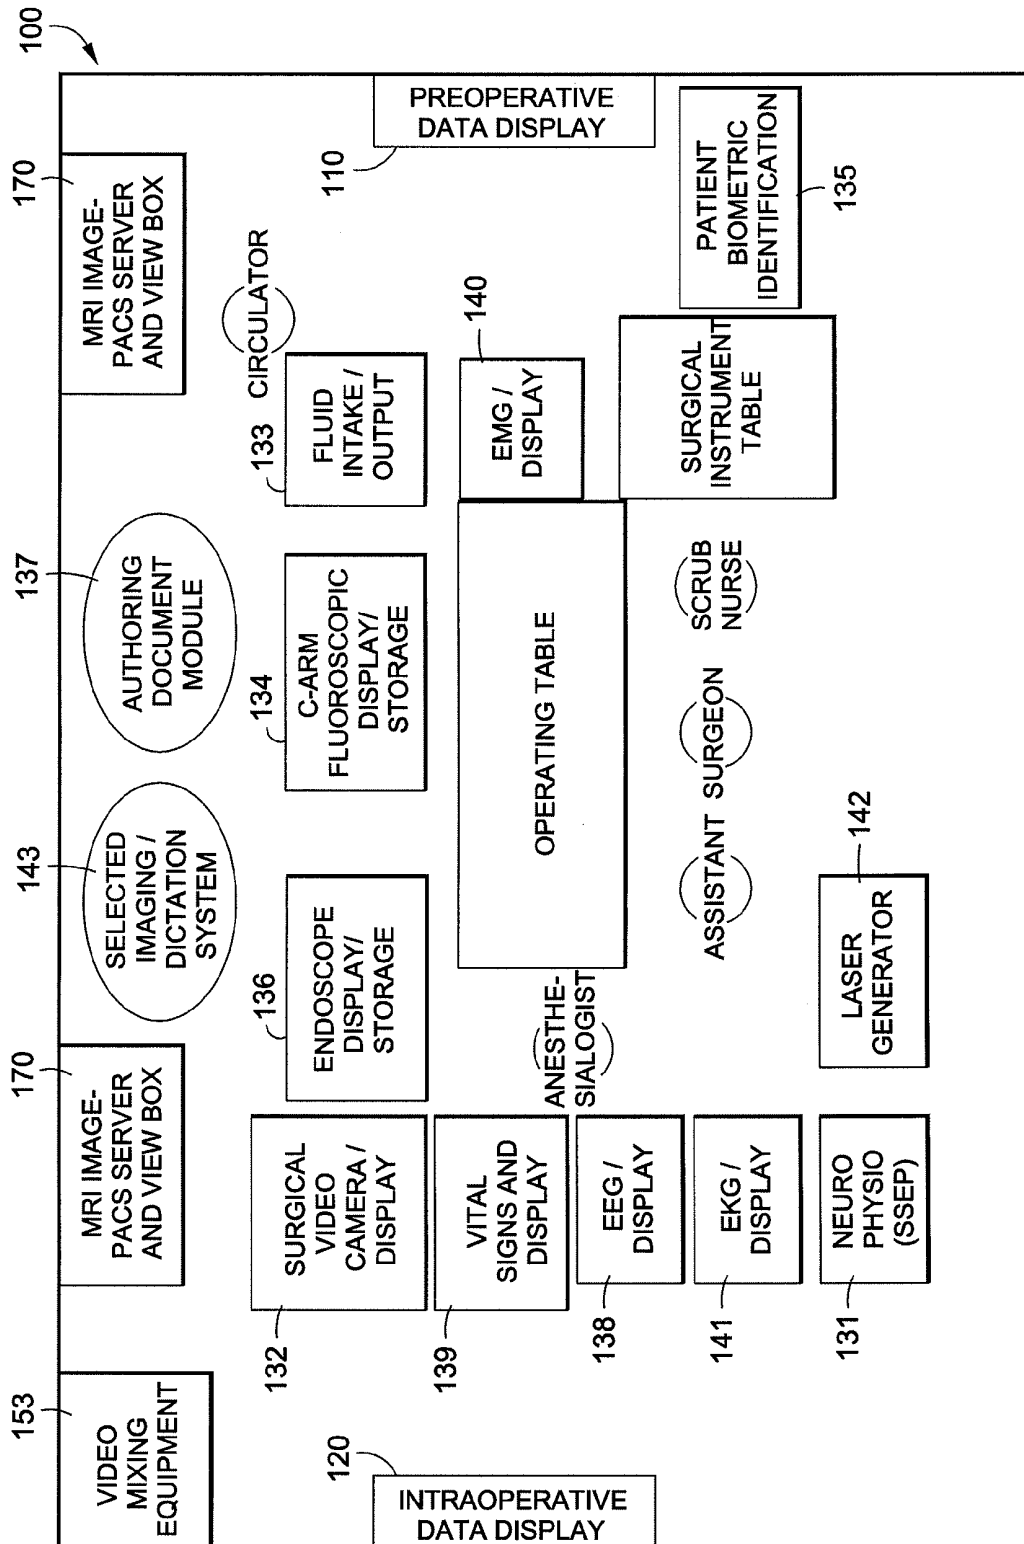 100
153
VIDEO
MIXING
EQUIPMENT
170
MRI IMAGE-
PACS SERVER
AND VIEW BOX
143
SELECTED
IMAGING /
DICTATION
SYSTEM
137
AUTHORING
DOCUMENT
MODULE
170
MRI IMAGE-
PACS SERVER
AND VIEW BOX
132
SURGICAL
VIDEO
CAMERA /
DISPLAY
136
ENDOSCOPE
DISPLAY/
STORAGE
134
C-ARM
FLUOROSCOPIC
DISPLAY/
STORAGE
133
FLUID
INTAKE /
OUTPUT
CIRCULATOR
120
INTRAOPERATIVE
DATA DISPLAY
139
VITAL
SIGNS AND
DISPLAY
ANESTHE-
SIALOGIST
OPERATING TABLE
140
EMG /
DISPLAY
110
PREOPERATIVE
DATA DISPLAY
138
EEG /
DISPLAY
141
EKG /
DISPLAY
ASSISTANT
SURGEON
SCRUB
NURSE
SURGICAL
INSTRUMENT
TABLE
PATIENT
BIOMETRIC
IDENTIFICATION
135
131
NEURO
PHYSIO
(SSEP)
142
LASER
GENERATOR